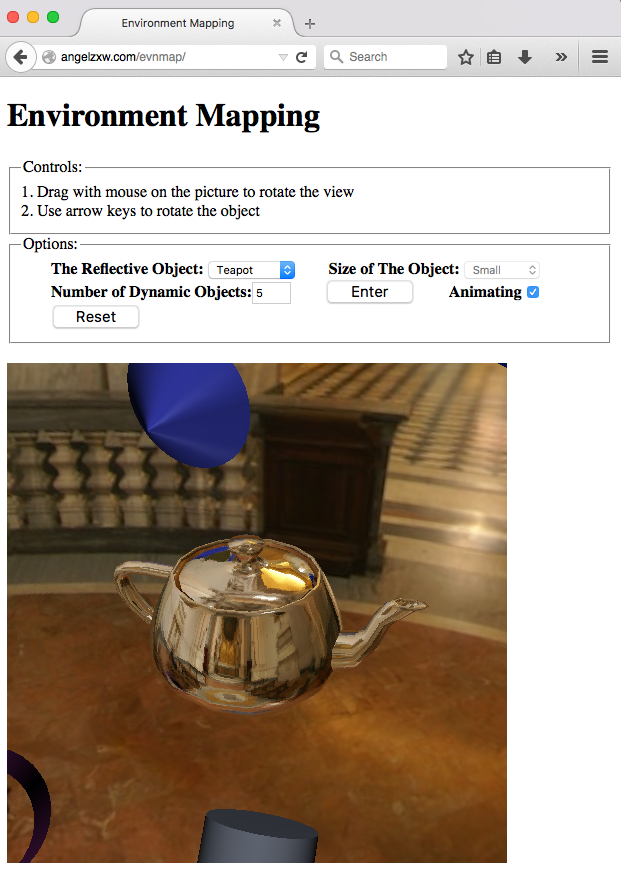 Environment Mapping
angelzxw.com/evnmap/
Search
Environment Mapping
Controls:
1. Drag with mouse on the picture to rotate the view
2. Use arrow keys to rotate the object
Options:
The Reflective Object: Teapot Size of The Object: Small
Number of Dynamic Objects: 5 Enter Animating
Reset